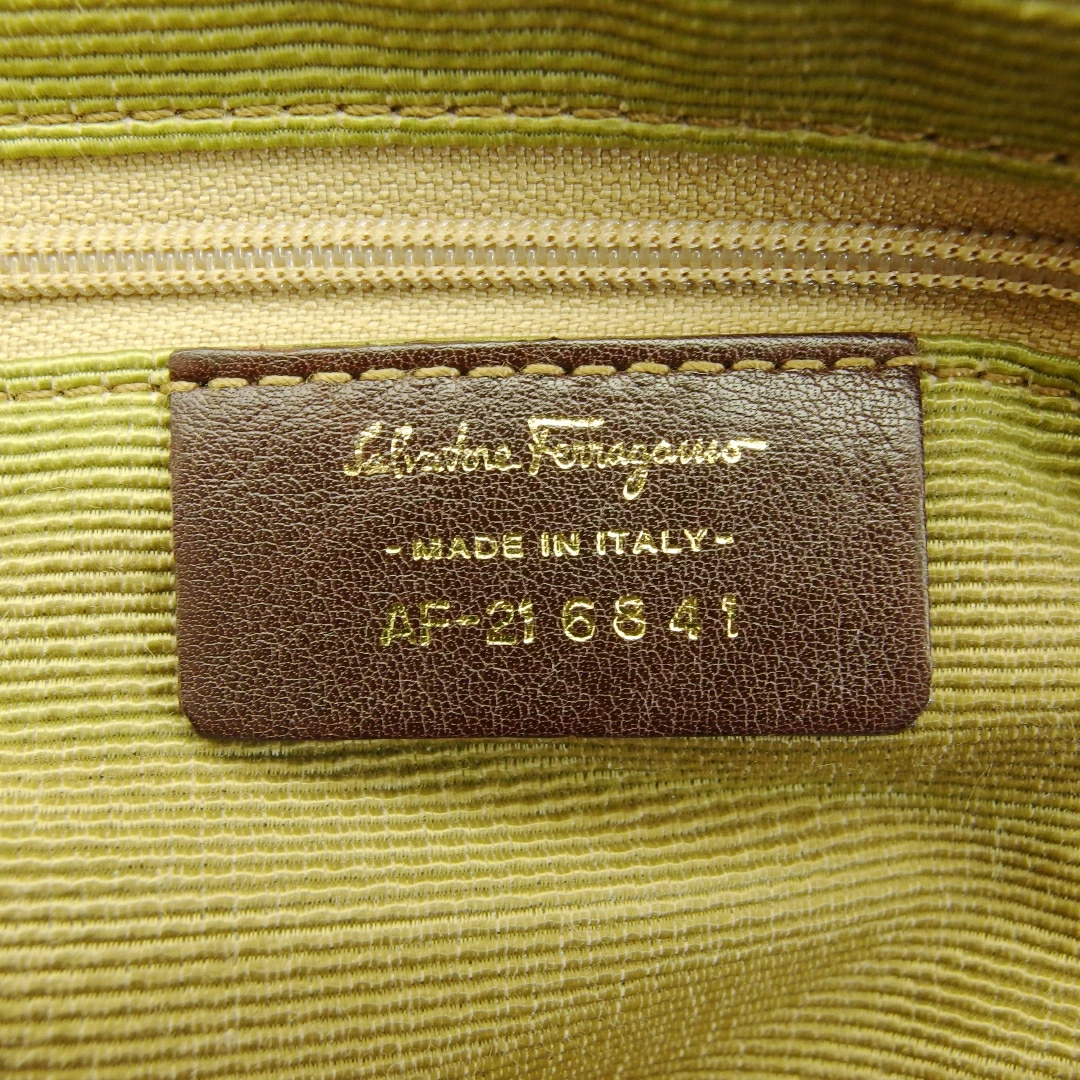 Salvatore Ferragamo
-MADE IN ITALY-
AF-21 6841